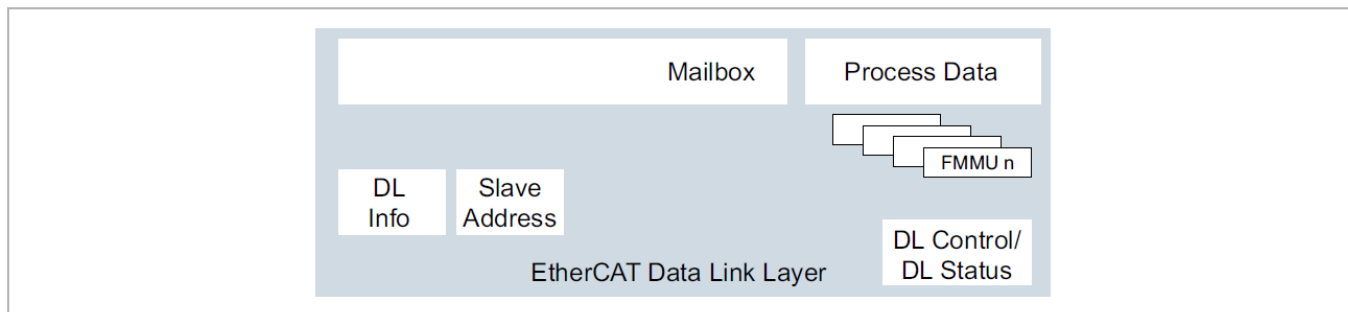 Mailbox
Process Data
FMMU n
DL
Info
Slave
Address
DL Control/
DL Status
EtherCAT Data Link Layer